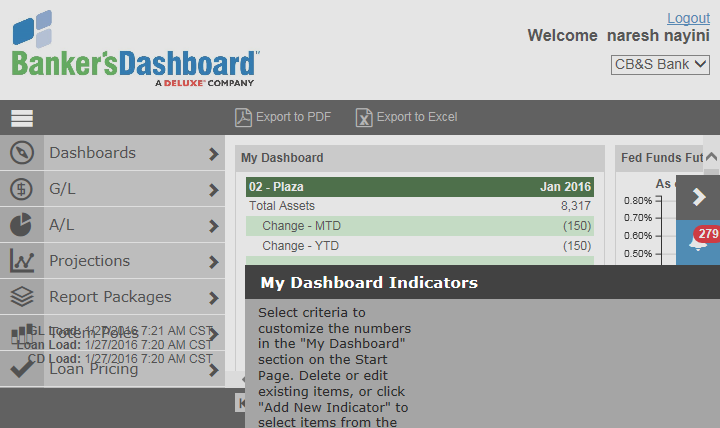 Logout
Welcome naresh nayini
Banker'sDashboard
A DELUXE COMPANY
CB&S Bank
Export to PDF
Export to Excel
Dashboards
G/L
A/L
Projections
Report Packages
Totem Poles
Loan Pricing
GL Load: 1/27/2016 7:21 AM CST
Loan Load: 1/27/2016 7:20 AM CST
CD Load: 1/27/2016 7:20 AM CST
My Dashboard
02 - Plaza Jan 2016
Total Assets 8,317
Change - MTD (150)
Change - YTD (150)
Fed Funds Fut
As
0.80%
0.70%
0.60%
0.50%
279
My Dashboard Indicators
Select criteria to
customize the numbers
in the "My Dashboard"
section on the Start
Page. Delete or edit
existing items, or click
"Add New Indicator" to
select items from the